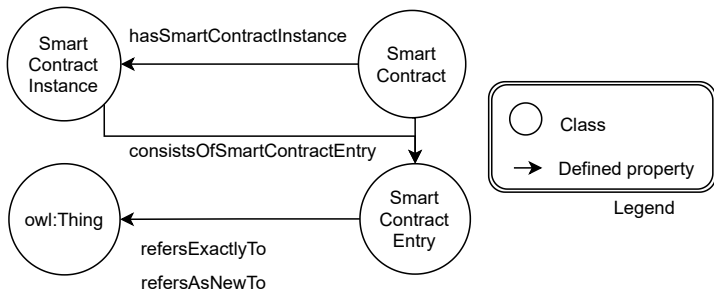 Smart
Contract
Instance
hasSmartContractInstance
Smart
Contract
consistsOfSmartContractEntry
owl:Thing
refersExactlyTo
refersAsNewTo
Smart
Contract
Entry
Class
Defined property
Legend